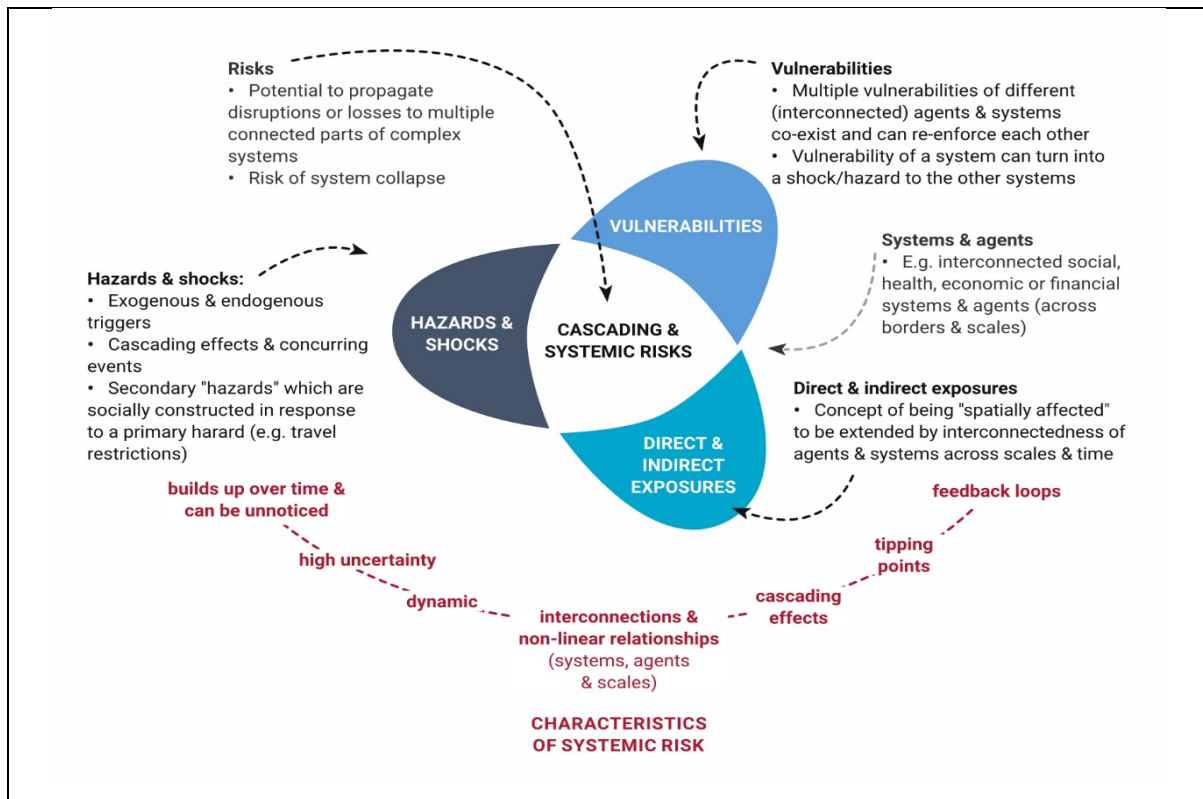 Risks
• Potential to propagate
disruptions or losses to multiple
connected parts of complex
systems
• Risk of system collapse
Vulnerabilities
• Multiple vulnerabilities of different
(interconnected) agents & systems
co-exist and can re-enforce each other
• Vulnerability of a system can turn into
a shock/hazard to the other systems
VULNERABILITIES
Systems & agents
• E.g. interconnected social,
health, economic or financial
systems & agents (across
borders & scales)
Hazards & shocks:
• Exogenous & endogenous
triggers
• Cascading effects & concurring
events
• Secondary "hazards" which are
socially constructed in response
to a primary harard (e.g. travel
restrictions)
HAZARDS &
SHOCKS
CASCADING &
SYSTEMIC RISKS
Direct & indirect exposures
• Concept of being "spatially affected"
to be extended by interconnectedness of
agents & systems across scales & time
DIRECT &
INDIRECT
EXPOSURES
builds up over time &
can be unnoticed
high uncertainty
dynamic
interconnections &
non-linear relationships
(systems, agents
& scales)
cascading
effects
tipping
points
feedback loops
CHARACTERISTICS
OF SYSTEMIC RISK